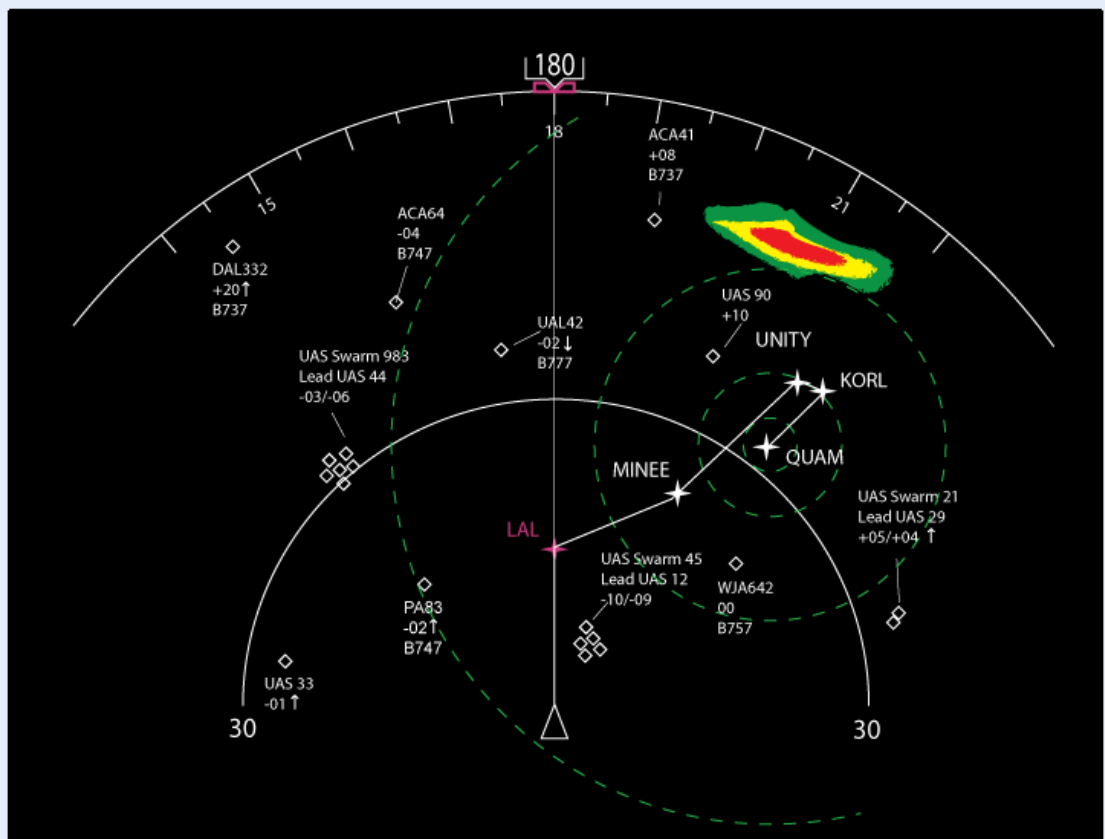 180
18
15
21
ACA41
+08
B737
ACA64
-04
B747
DAL332
+20↑
B737
UAS 90
+10
UAL42
-02↓
B777
UNITY
KORL
UAS Swarm 983
Lead UAS 44
-03/-06
QUAM
MINEE
UAS Swarm 21
Lead UAS 29
+05/+04 ↑
LAL
UAS Swarm 45
Lead UAS 12
-10/-09
WJA642
00
B757
PA83
-02↑
B747
UAS 33
-01↑
30
30